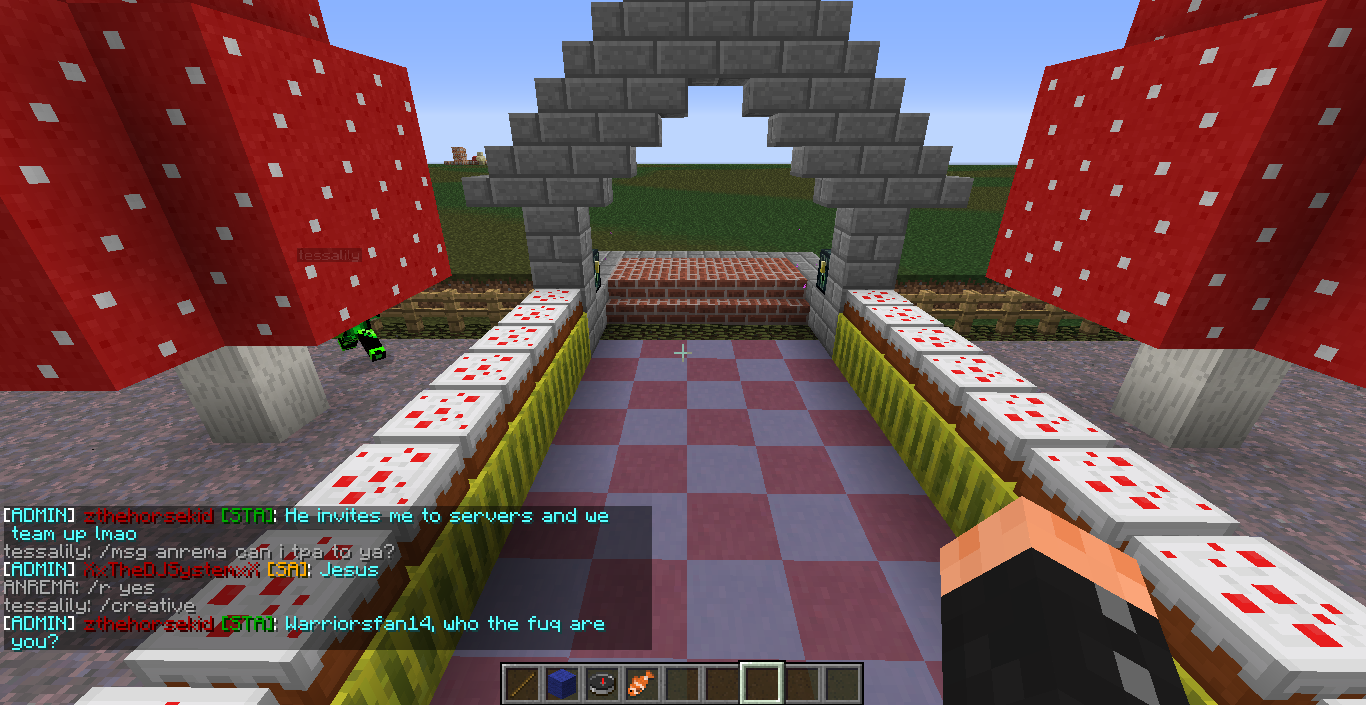 tessalily
[ADMIN] zthehorsekid [STA]: He invites me to servers and we
team up lmao
tessalily: /msg anrema can i tpa to ya?
[ADMIN] XxTheDJSystemxX [SA]: Jesus
ANREMA: /r yes
tessalily: /creative
[ADMIN] zthehorsekid [STA]: Warriorsfan14, who the fuq are
you?